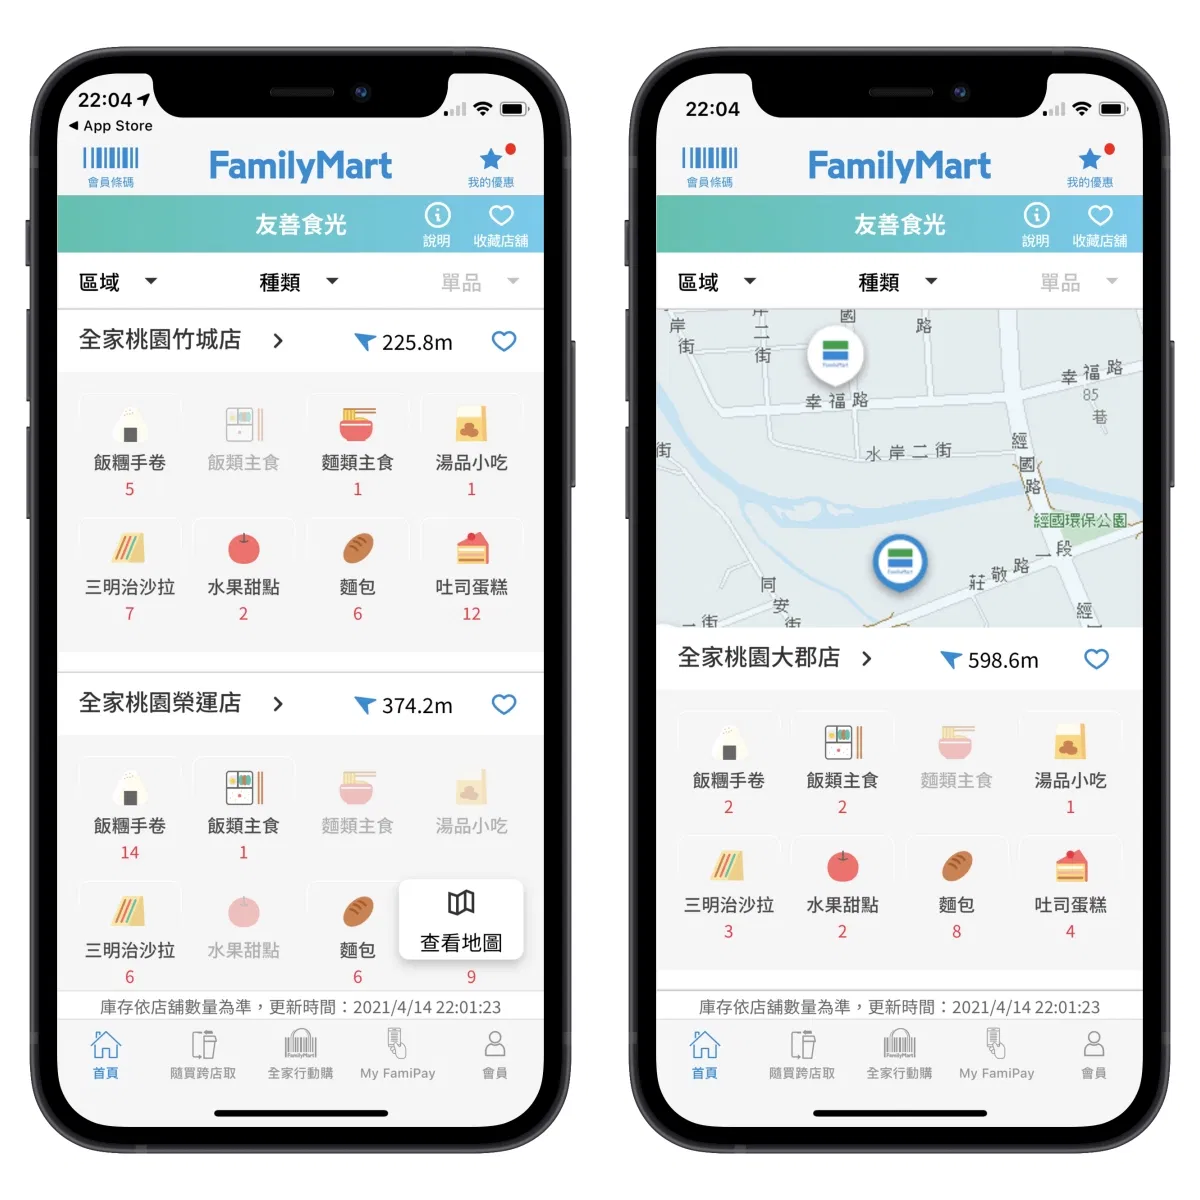 22:04
App Store
會員條碼
FamilyMart
我的優惠
友善食光
說明
收藏店舖
區域
種類
單品
全家桃園竹城店
225.8m
飯糰手卷
飯類主食
麵類主食
湯品小吃
5
1
1
三明治沙拉
水果甜點
麵包
吐司蛋糕
7
2
6
12
全家桃園榮運店
374.2m
飯糰手卷
飯類主食
麵類主食
湯品小吃
14
1
三明治沙拉
水果甜點
麵包
查看地圖
6
6
9
庫存依店舖數量為準，更新時間：2021/4/14 22:01:23
首頁
隨買跨店取
全家行動購
My FamiPay
會員
22:04
會員條碼
FamilyMart
我的優惠
友善食光
說明
收藏店舖
區域
種類
單品
岸街
二街
國
路
FamilyMart
幸福路
幸福路
85巷
街
水岸二街
經國路
經國環保公園
FamilyMart
莊敬路一段
同安街
一街
經
全家桃園大郡店
598.6m
飯糰手卷
飯類主食
麵類主食
湯品小吃
2
2
1
三明治沙拉
水果甜點
麵包
吐司蛋糕
3
2
8
4
庫存依店舖數量為準，更新時間：2021/4/14 22:01:23
首頁
隨買跨店取
全家行動購
My FamiPay
會員